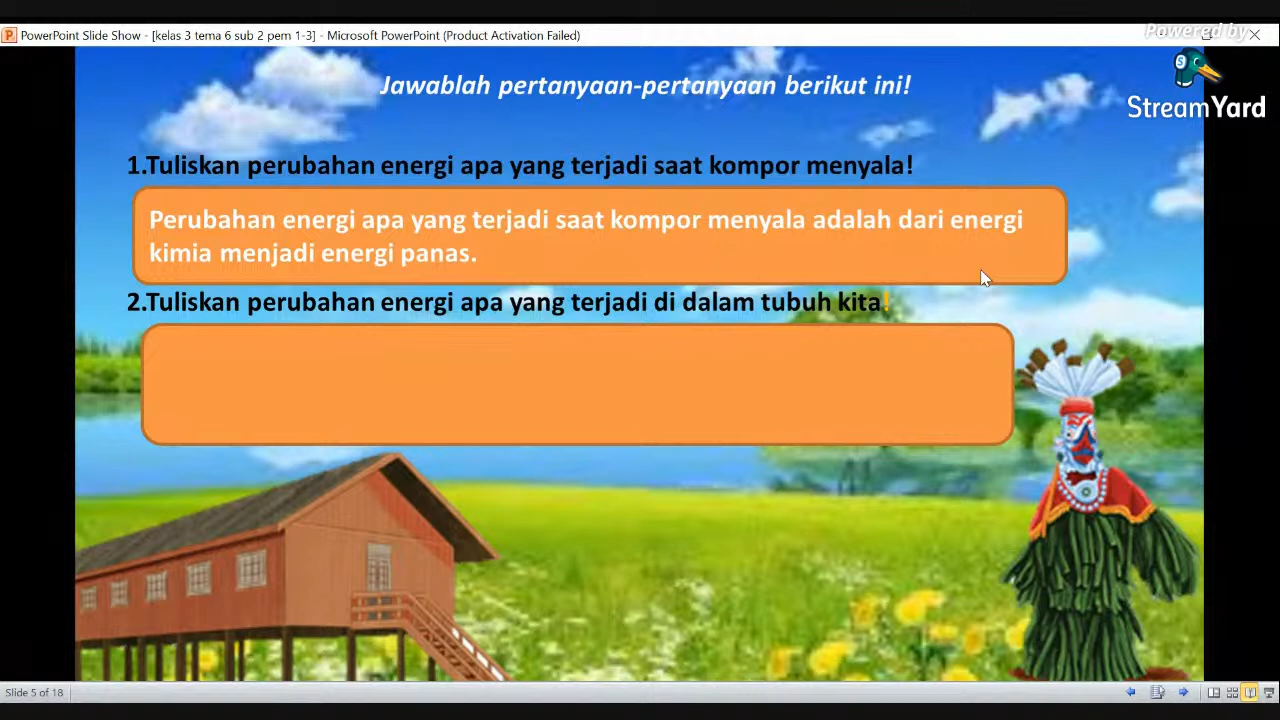 PowerPoint Slide Show - [kelas 3 tema 6 sub 2 pem 1-3] - Microsoft PowerPoint (Product Activation Failed)
Powered by
StreamYard
Jawablah pertanyaan-pertanyaan berikut ini!
1.Tuliskan perubahan energi apa yang terjadi saat kompor menyala!
Perubahan energi apa yang terjadi saat kompor menyala adalah dari energi
kimia menjadi energi panas.
2.Tuliskan perubahan energi apa yang terjadi di dalam tubuh kita!
Slide 5 of 18